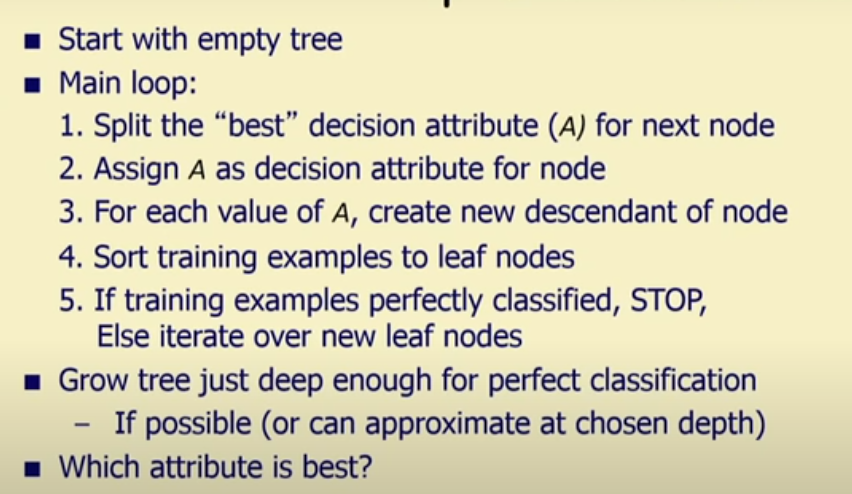 ■ Start with empty tree
■ Main loop:
1. Split the “best” decision attribute (A) for next node
2. Assign A as decision attribute for node
3. For each value of A, create new descendant of node
4. Sort training examples to leaf nodes
5. If training examples perfectly classified, STOP,
Else iterate over new leaf nodes
■ Grow tree just deep enough for perfect classification
– If possible (or can approximate at chosen depth)
■ Which attribute is best?